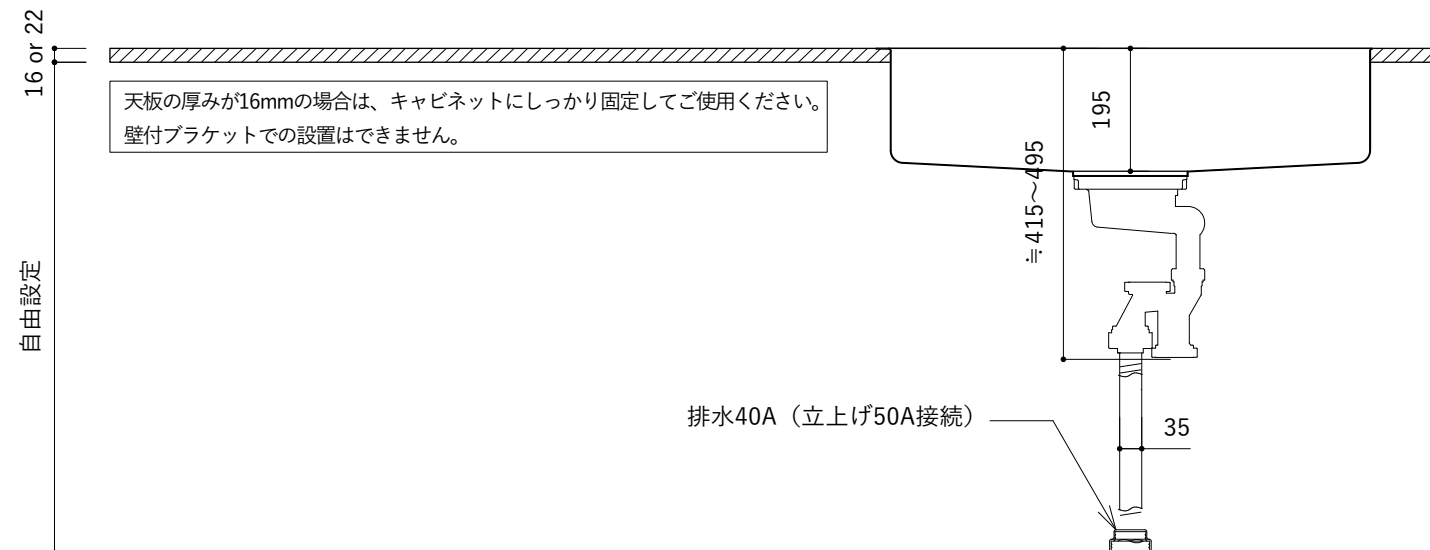 16 or 22
天板の厚みが16mmの場合は、キャビネットにしっかり固定してご使用ください。
壁付ブラケットでの設置はできません。
195
≒415～495
自由設定
排水40A（立上げ50A接続）
35